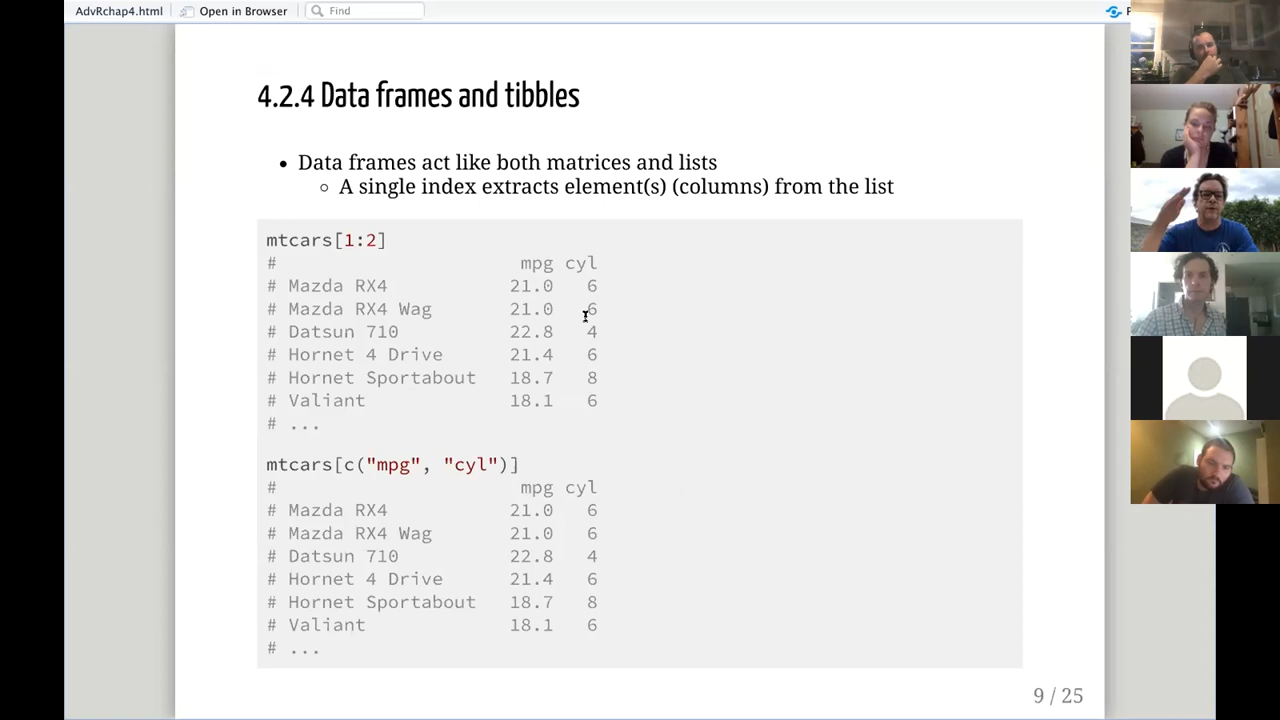 AdvRchap4.html
Open in Browser
Find
P
4.2.4 Data frames and tibbles
• Data frames act like both matrices and lists
◦ A single index extracts element(s) (columns) from the list
mtcars[1:2]
# mpg cyl
# Mazda RX4 21.0 6
# Mazda RX4 Wag 21.0 6
# Datsun 710 22.8 4
# Hornet 4 Drive 21.4 6
# Hornet Sportabout 18.7 8
# Valiant 18.1 6
# ...
mtcars[c("mpg", "cyl")]
# mpg cyl
# Mazda RX4 21.0 6
# Mazda RX4 Wag 21.0 6
# Datsun 710 22.8 4
# Hornet 4 Drive 21.4 6
# Hornet Sportabout 18.7 8
# Valiant 18.1 6
# ...
9 / 25